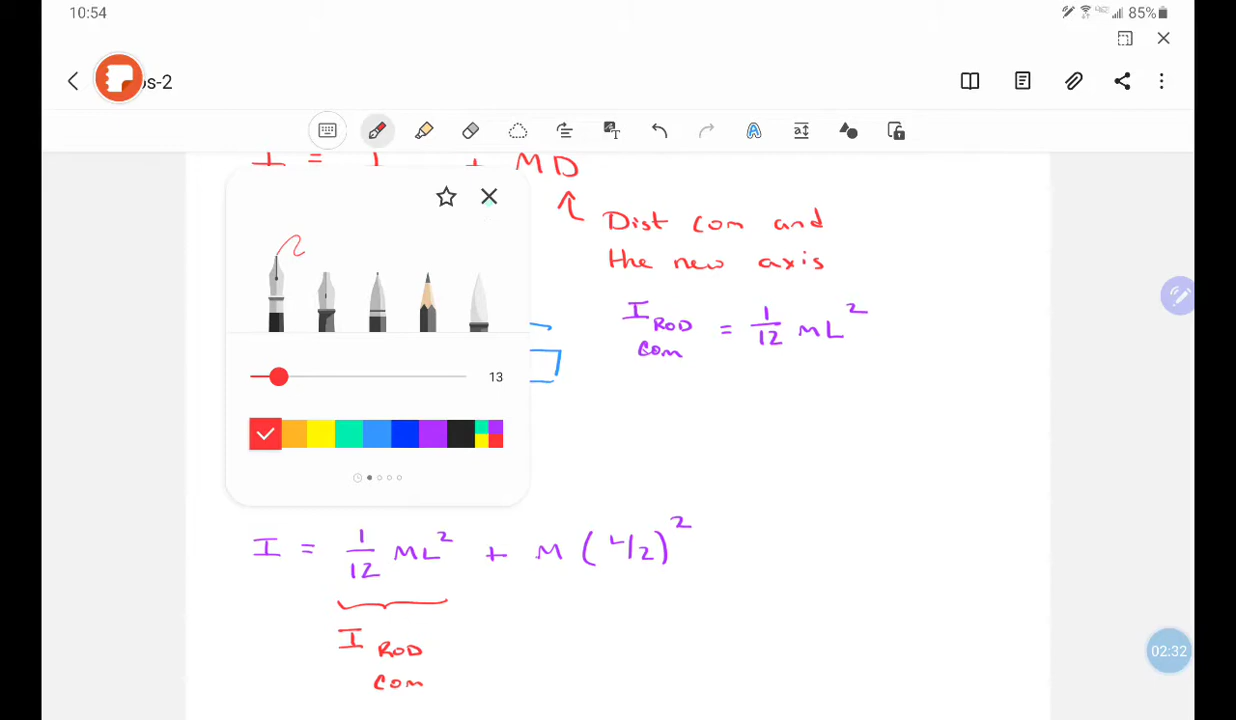 10:54
85%
os-2
I = I + MD
Dist com and
the new axis
I ROD COM = 1/12 ML²
13
I = 1/12 ML² + M (L/2)²
I ROD
COM
02:32